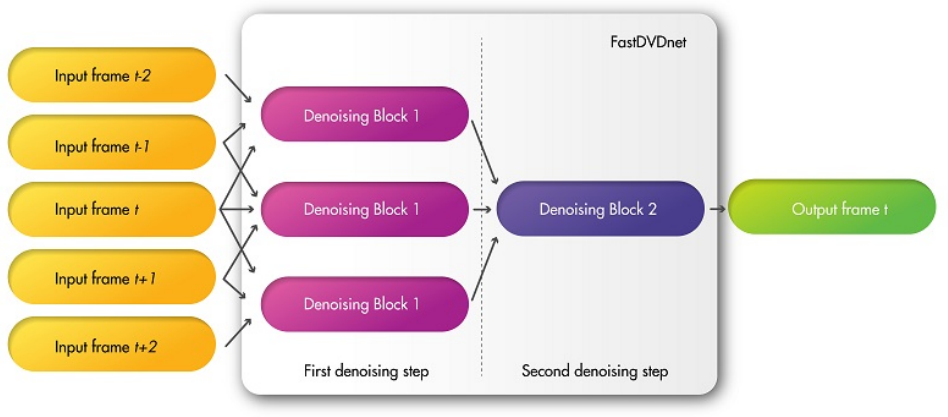 FastDVDnet
Input frame t-2
Input frame t-1
Input frame t
Input frame t+1
Input frame t+2
Denoising Block 1
Denoising Block 1
Denoising Block 1
Denoising Block 2
Output frame t
First denoising step
Second denoising step